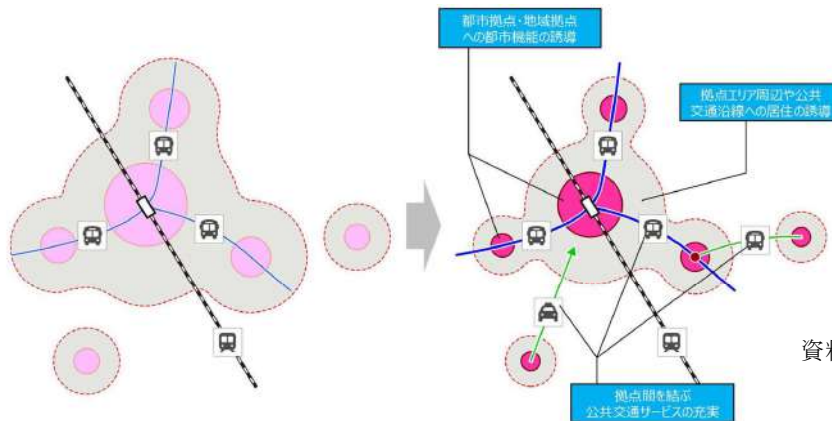 都市拠点・地域拠点
への都市機能の誘導
拠点エリア周辺や公共
交通沿線への居住の誘導
資料
拠点間を結ぶ
公共交通サービスの充実